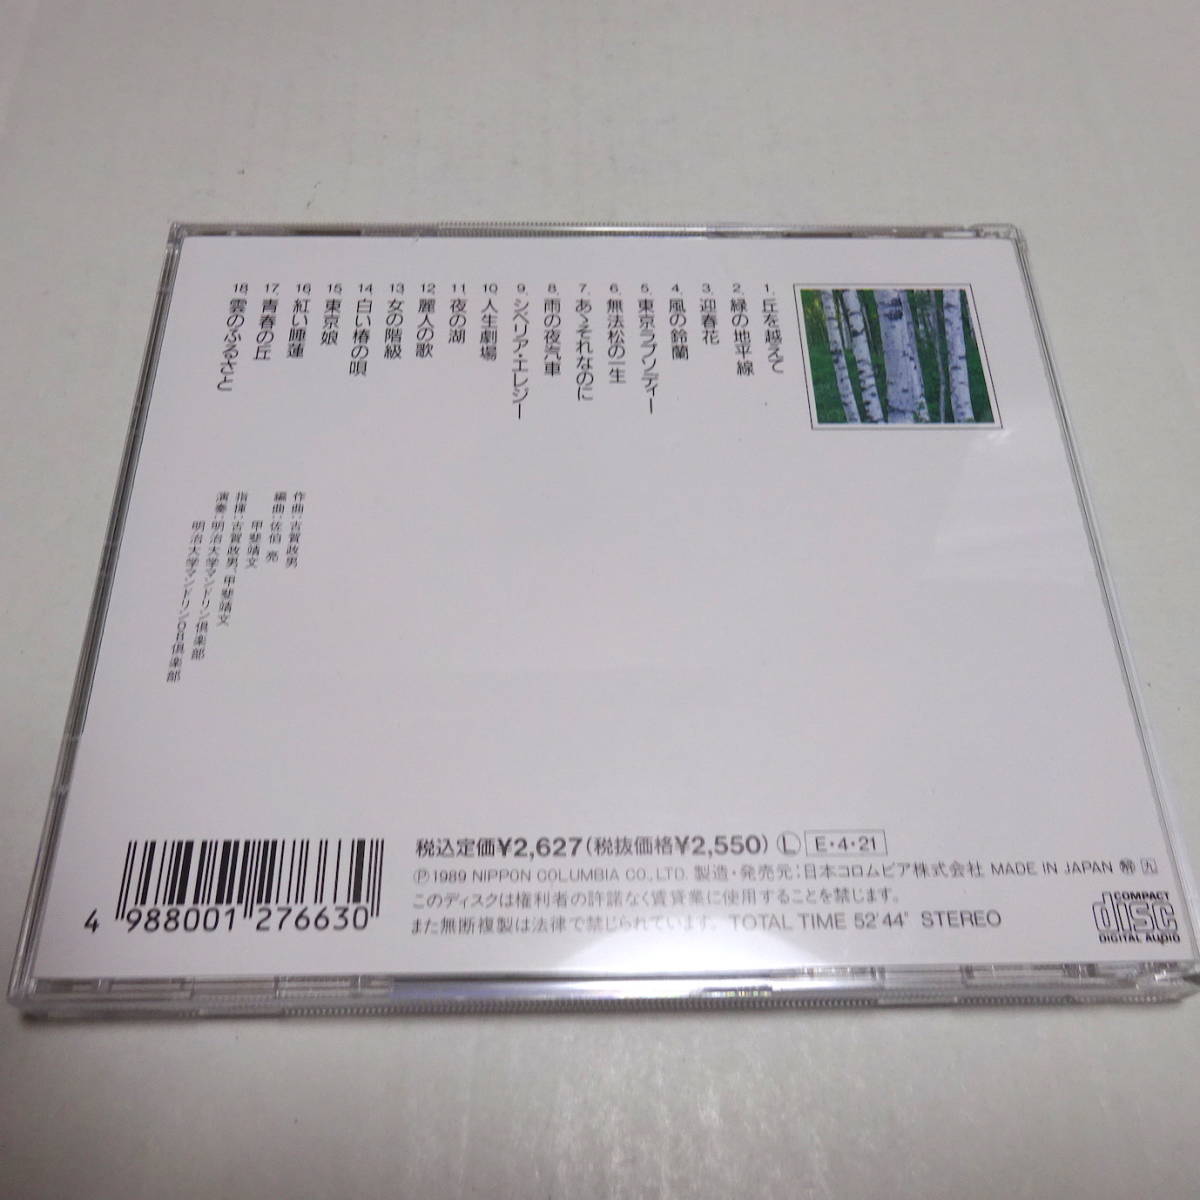 1. 丘を越えて
2. 緑の地平線
3. 迎春花
4. 風の鈴蘭
5. 東京ラプソディー
6. 無法松の一生
7. あゝそれなのに
8. 雨の夜汽車
9. シベリア・エレジー
10. 人生劇場
11. 夜の湖
12. 麗人の歌
13. 女の階級
14. 白い椿の唄
15. 東京娘
16. 紅い睡蓮
17. 青春の丘
18. 雲のふるさと
作曲:古賀政男
編曲:佐伯 亮
甲斐靖文
指揮:古賀政男、甲斐靖文
演奏:明治大学マンドリン倶楽部
明治大学マンドリンOB倶楽部
税込定価¥2,627(税抜価格¥2,550) Ⓛ E・4・21
Ⓟ1989 NIPPON COLUMBIA CO., LTD. 製造・発売元:日本コロムビア株式会社 MADE IN JAPAN 九
このディスクは権利者の許諾なく賃貸業に使用することを禁じます。
また無断複製は法律で禁じられています。 TOTAL TIME 52'44" STEREO
4 988001 276630
COMPACT
disc
DIGITAL AUDIO